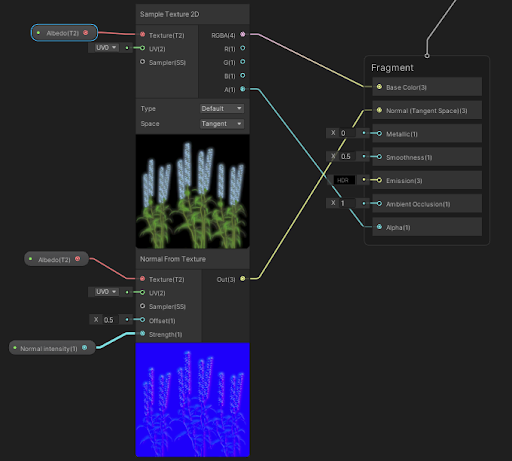 Sample Texture 2D
Albedo(T2)
Texture(T2)
RGBA(4)
UV0
UV(2)
R(1)
Sampler(SS)
G(1)
B(1)
A(1)
Type
Default
Space
Tangent
Fragment
Base Color(3)
Normal (Tangent Space)(3)
X 0
Metallic(1)
X 0.5
Smoothness(1)
HDR
Emission(3)
X 1
Ambient Occlusion(1)
Alpha(1)
Normal From Texture
Albedo(T2)
Texture(T2)
Out(3)
UV0
UV(2)
Sampler(SS)
X 0.5
Offset(1)
Normal intensity(1)
Strength(1)